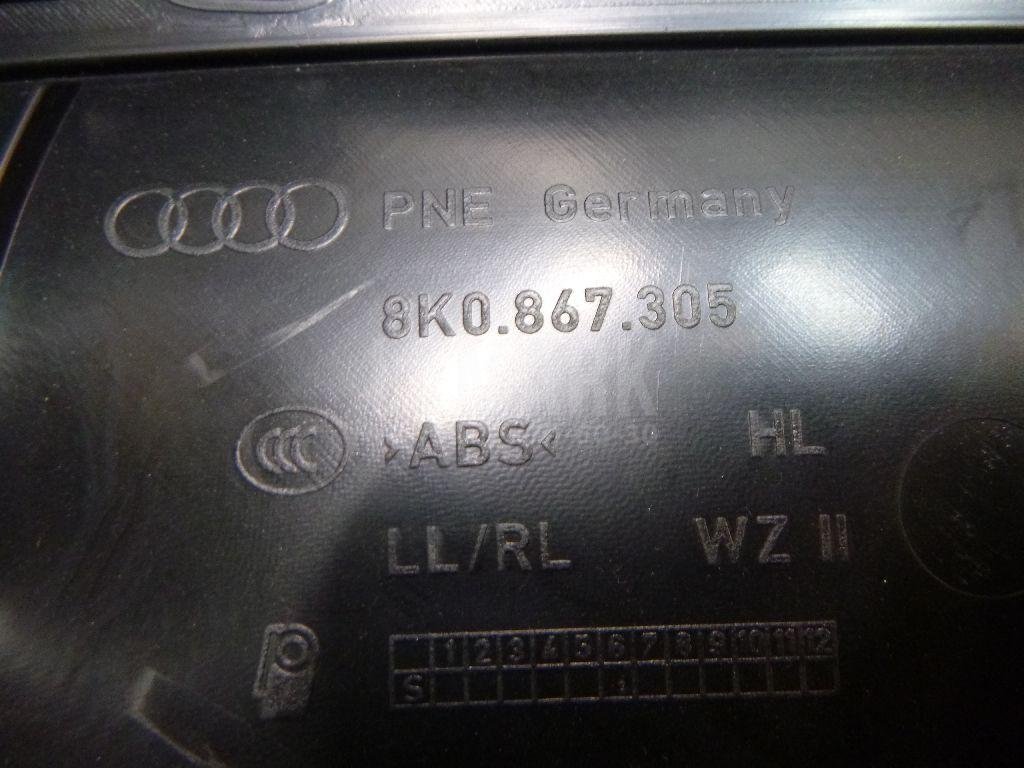 PNE Germany
8K0.867.305
>ABS< HL
LL/RL WZ II
1 2 3 4 5 6 7 8 9 10 11 12
S